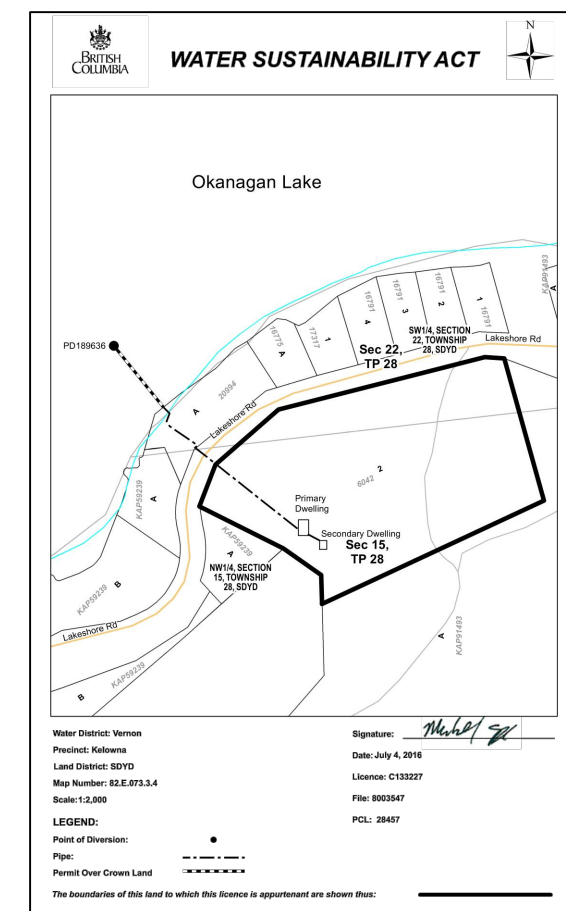 BRITISH
COLUMBIA
WATER SUSTAINABILITY ACT
N
Okanagan Lake
KAP91493
A
16791
1
16791
2
16791
3
16791
4
17317
1
16775
A
SW1/4, SECTION
22, TOWNSHIP
28, SDYD
Sec 22,
TP 28
Lakeshore Rd
PD189636
A
20994
Lakeshore Rd
2
6042
KAP59239
A
Primary
Dwelling
Secondary Dwelling
Sec 15,
TP 28
KAP59239
A
NW1/4, SECTION
15, TOWNSHIP
28, SDYD
KAP59239
B
Lakeshore Rd
A
KAP91493
KAP59239
B
Water District: Vernon
Precinct: Kelowna
Land District: SDYD
Map Number: 82.E.073.3.4
Scale:1:2,000
Signature:
Date: July 4, 2016
Licence: C133227
File: 8003547
PCL: 28457
LEGEND:
Point of Diversion:
Pipe:
Permit Over Crown Land
The boundaries of this land to which this licence is appurtenant are shown thus: